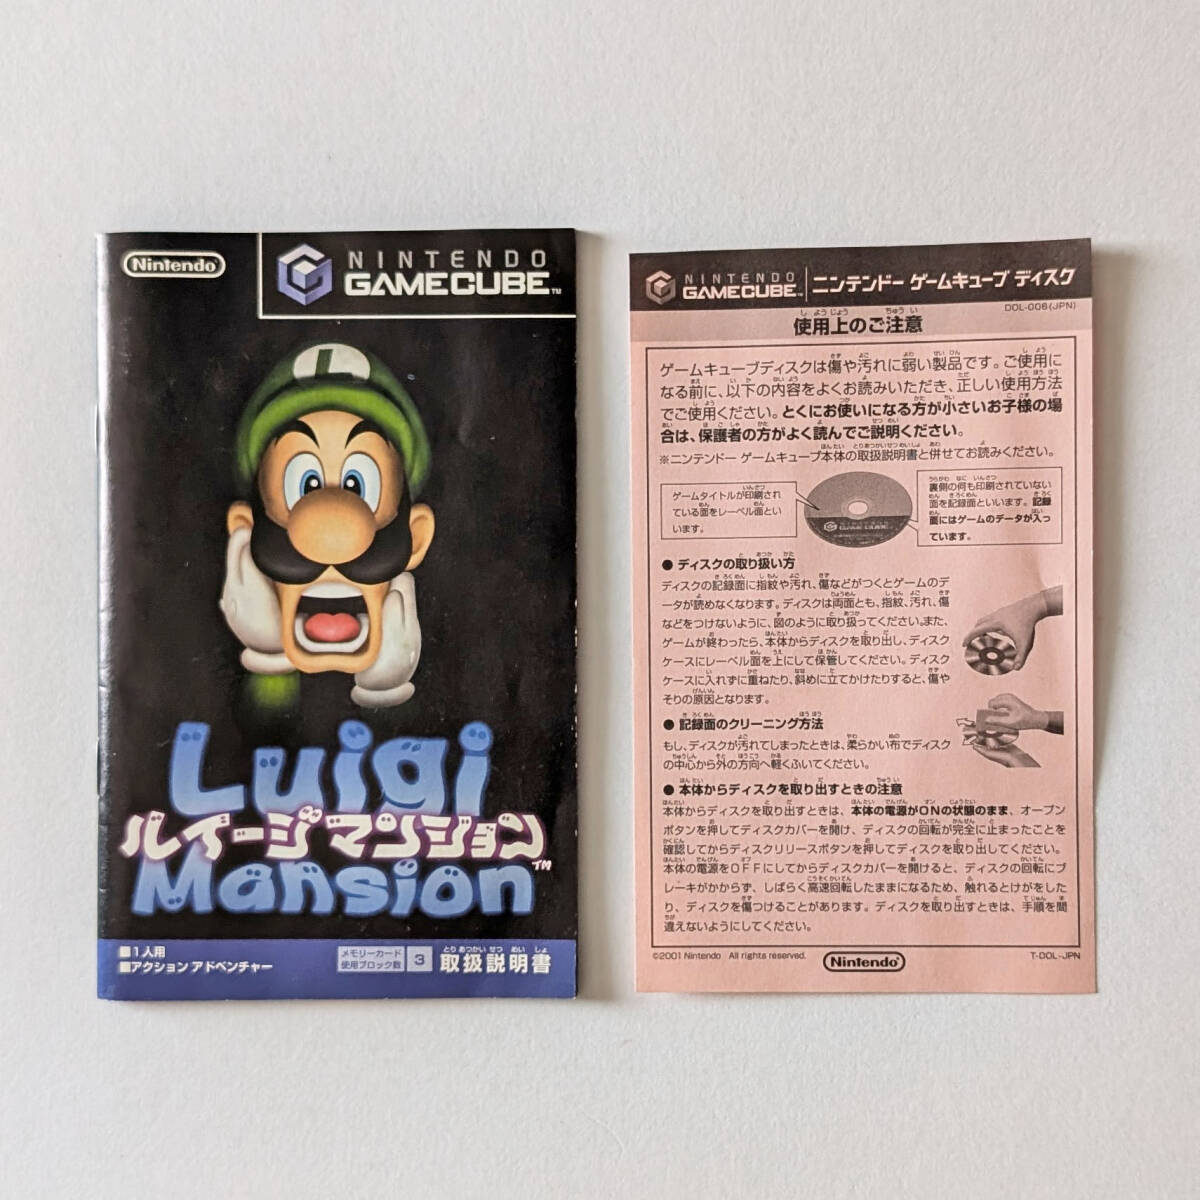 Nintendo
NINTENDO
GAMECUBE™
L
Luigi
ルイージマンション™
Mansion
■1人用
■アクション アドベンチャー
メモリーカード
使用ブロック数
3
とりあつかいせつめいしょ
取扱説明書
NINTENDO
GAMECUBE™
ニンテンドー ゲームキューブ ディスク
DOL-006(JPN)
しようじょう ちゅうい
使用上のご注意
ゲームキューブディスクは傷や汚れに弱い製品です。ご使用に
なる前に、以下の内容をよくお読みいただき、正しい使用方法
でご使用ください。とくにお使いになる方が小さいお子様の場
合は、保護者の方がよく読んでご説明ください。
※ニンテンドー ゲームキューブ本体の取扱説明書と併せてお読みください。
ゲームタイトルが印刷され
ている面をレーベル面とい
います。
NINTENDO
GAMECUBE
裏側の何も印刷されていない
面を記録面といいます。記録
面にはゲームのデータが入っ
ています。
● ディスクの取り扱い方
ディスクの記録面に指紋や汚れ、傷などがつくとゲームのデ
ータが読めなくなります。ディスクは両面とも、指紋、汚れ、傷
などをつけないように、図のように取り扱ってください。また、
ゲームが終わったら、本体からディスクを取り出し、ディスク
ケースにレーベル面を上にして保管してください。ディスク
ケースに入れずに重ねたり、斜めに立てかけたりすると、傷や
そりの原因となります。
● 記録面のクリーニング方法
もし、ディスクが汚れてしまったときは、柔らかい布でディスク
の中心から外の方向へ軽くふいてください。
● 本体からディスクを取り出すときの注意
本体からディスクを取り出すときは、本体の電源がONの状態のまま、オープン
ボタンを押してディスクカバーを開け、ディスクの回転が完全に止まったことを
確認してからディスクリリースボタンを押してディスクを取り出してください。
本体の電源をOFFにしてからディスクカバーを開けると、ディスクの回転にブ
レーキがかからず、しばらく高速回転したままになるため、触れるとけがをした
り、ディスクを傷つけることがあります。ディスクを取り出すときは、手順を間
違えないようにしてください。
©2001 Nintendo All rights reserved.
Nintendo
T-DOL-JPN